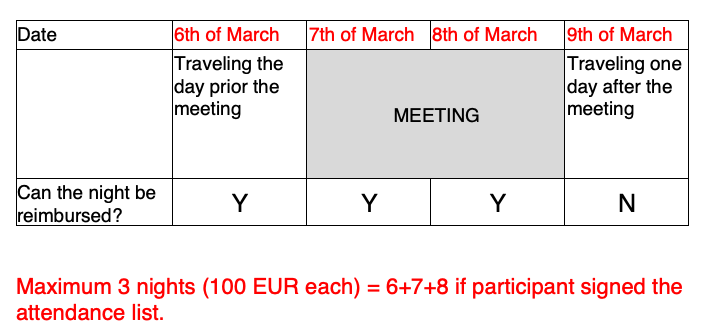 Date 6th of March 7th of March 8th of March 9th of March
Traveling the
day prior the
meeting
MEETING
Traveling one
day after the
meeting
Can the night be
reimbursed?
Y Y Y N
Maximum 3 nights (100 EUR each) = 6+7+8 if participant signed the
attendance list.